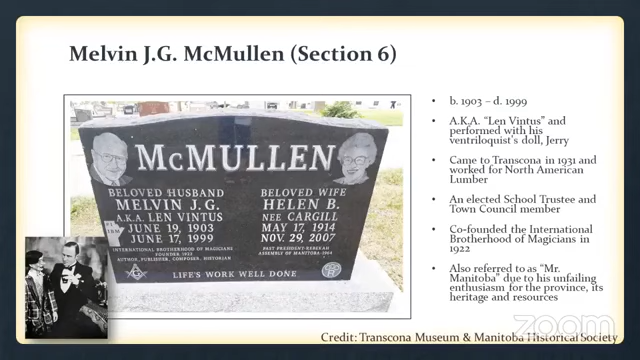 Melvin J.G. McMullen (Section 6)
McMULLEN
BELOVED HUSBAND
MELVIN J.G.
A.K.A. LEN VINTUS
JUNE 19, 1903
JUNE 17, 1999
INTERNATIONAL BROTHERHOOD OF MAGICIANS
FOUNDER 1922
AUTHOR, PUBLISHER, COMPOSER, HISTORIAN
BELOVED WIFE
HELEN B.
NEE CARGILL
MAY 17, 1914
NOV. 29, 2007
PAST PRESIDENT-REBEKAH
ASSEMBLY OF MANITOBA-1964
LIFE'S WORK WELL DONE
• b. 1903 – d. 1999
• A.K.A. “Len Vintus” and
performed with his
ventriloquist's doll, Jerry
• Came to Transcona in 1931 and
worked for North American
Lumber
• An elected School Trustee and
Town Council member
• Co-founded the International
Brotherhood of Magicians in
1922
• Also referred to as “Mr.
Manitoba” due to his unfailing
enthusiasm for the province, its
heritage and resources
zoom
Credit: Transcona Museum & Manitoba Historical Society